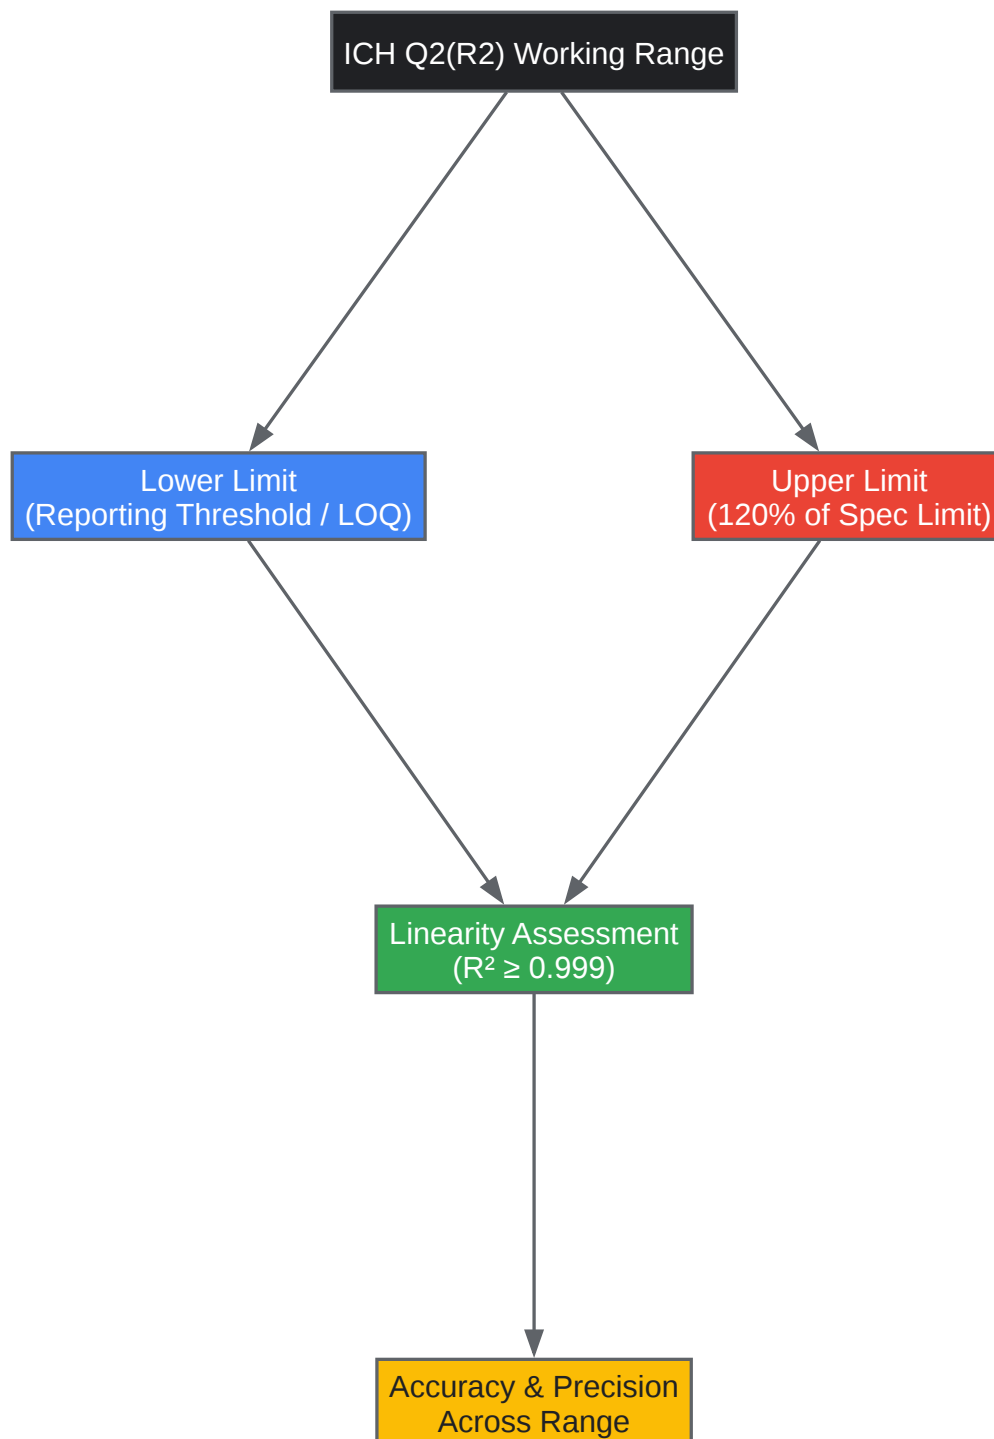 ICH Q2(R2) Working Range
Lower Limit
(Reporting Threshold / LOQ)
Upper Limit
(120% of Spec Limit)
Linearity Assessment
(R² ≥ 0.999)
Accuracy & Precision
Across Range